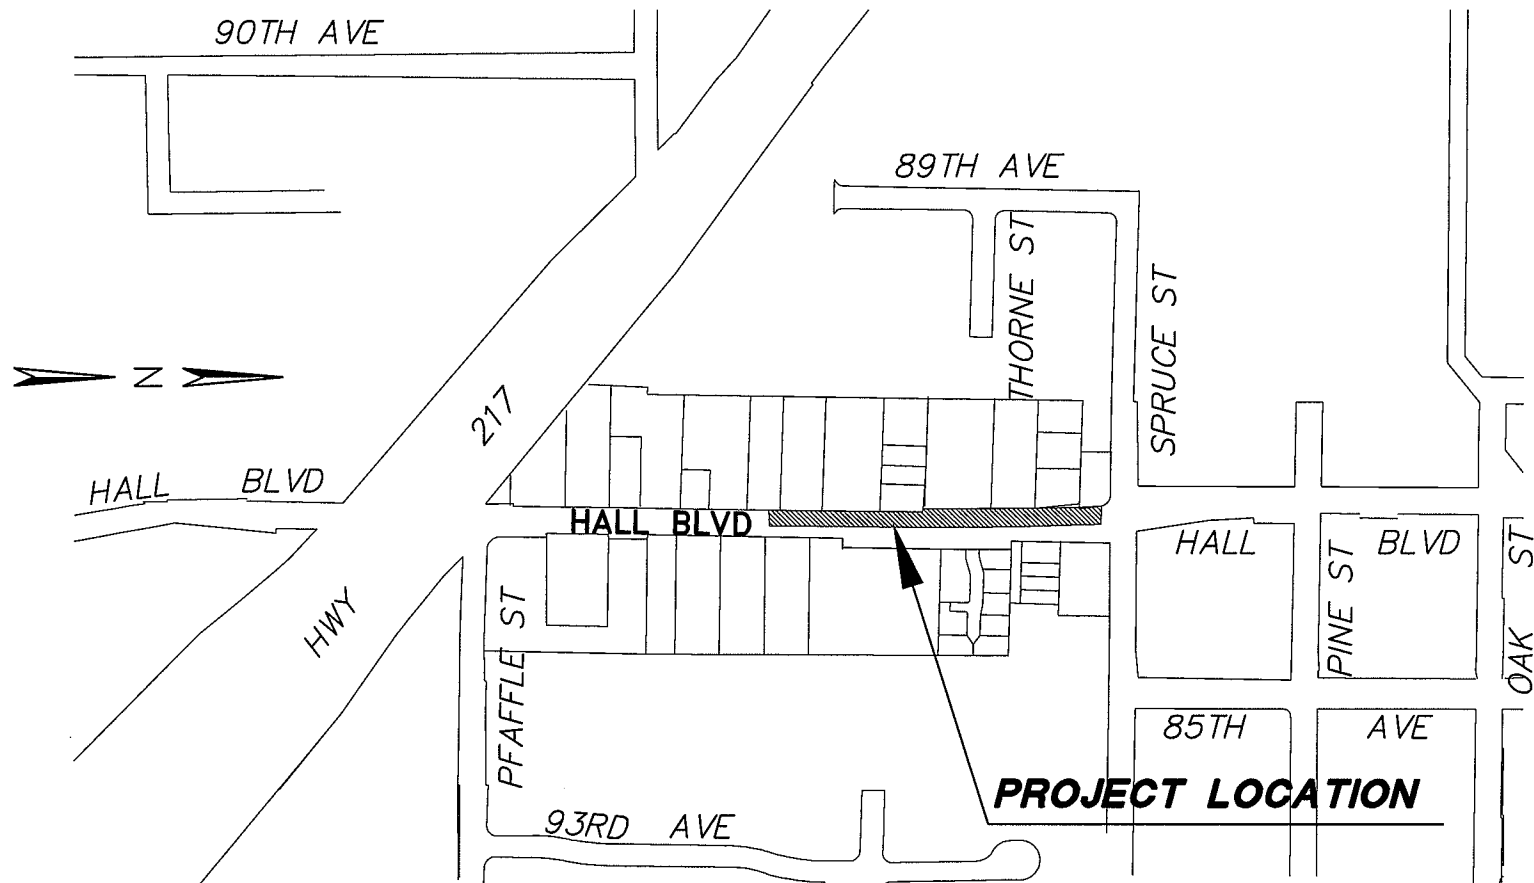 90TH AVE
89TH AVE
THORNE ST
SPRUCE ST
N
217
HALL BLVD
HALL BLVD
HALL BLVD
PINE ST
OAK ST
HWY
PFAFFLE ST
85TH AVE
PROJECT LOCATION
93RD AVE